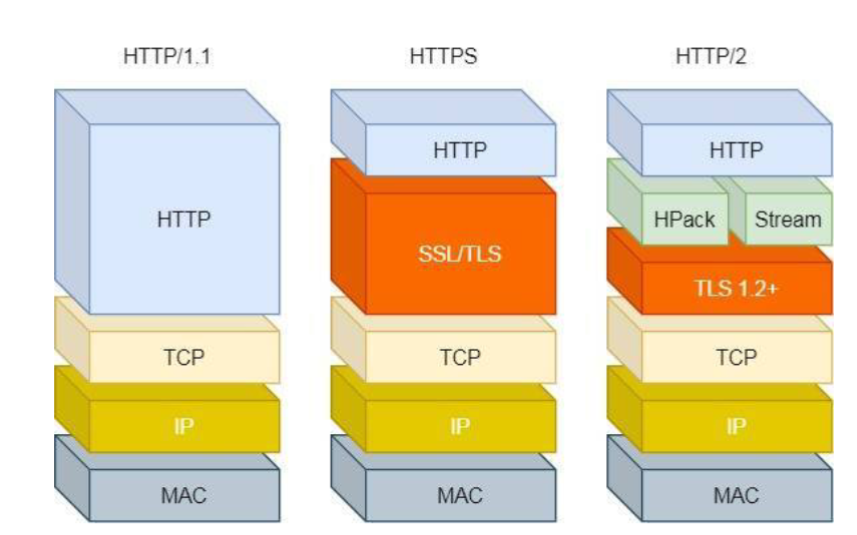 HTTP/1.1 HTTPS HTTP/2
HTTP HTTP
HTTP HPack Stream
SSL/TLS
TLS 1.2+
TCP TCP TCP
IP IP IP
MAC MAC MAC